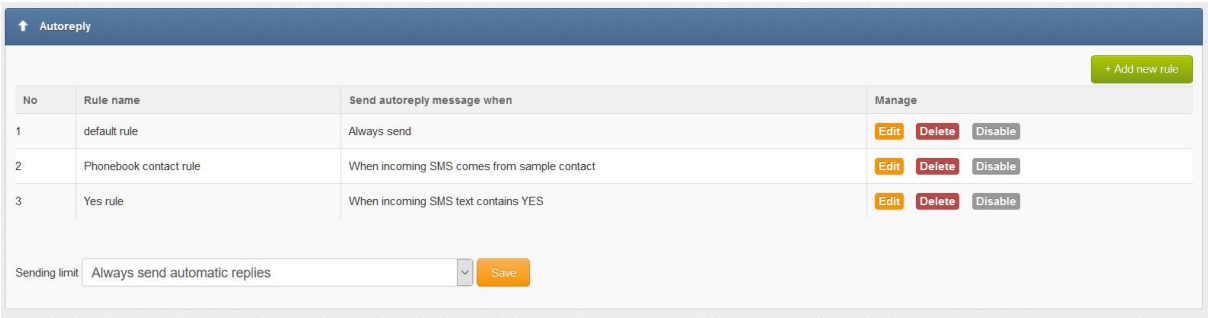 Autoreply
+ Add new rule
No Rule name Send autoreply message when Manage
1 default rule Always send Edit Delete Disable
2 Phonebook contact rule When incoming SMS comes from sample contact Edit Delete Disable
3 Yes rule When incoming SMS text contains YES Edit Delete Disable
Sending limit Always send automatic replies Save